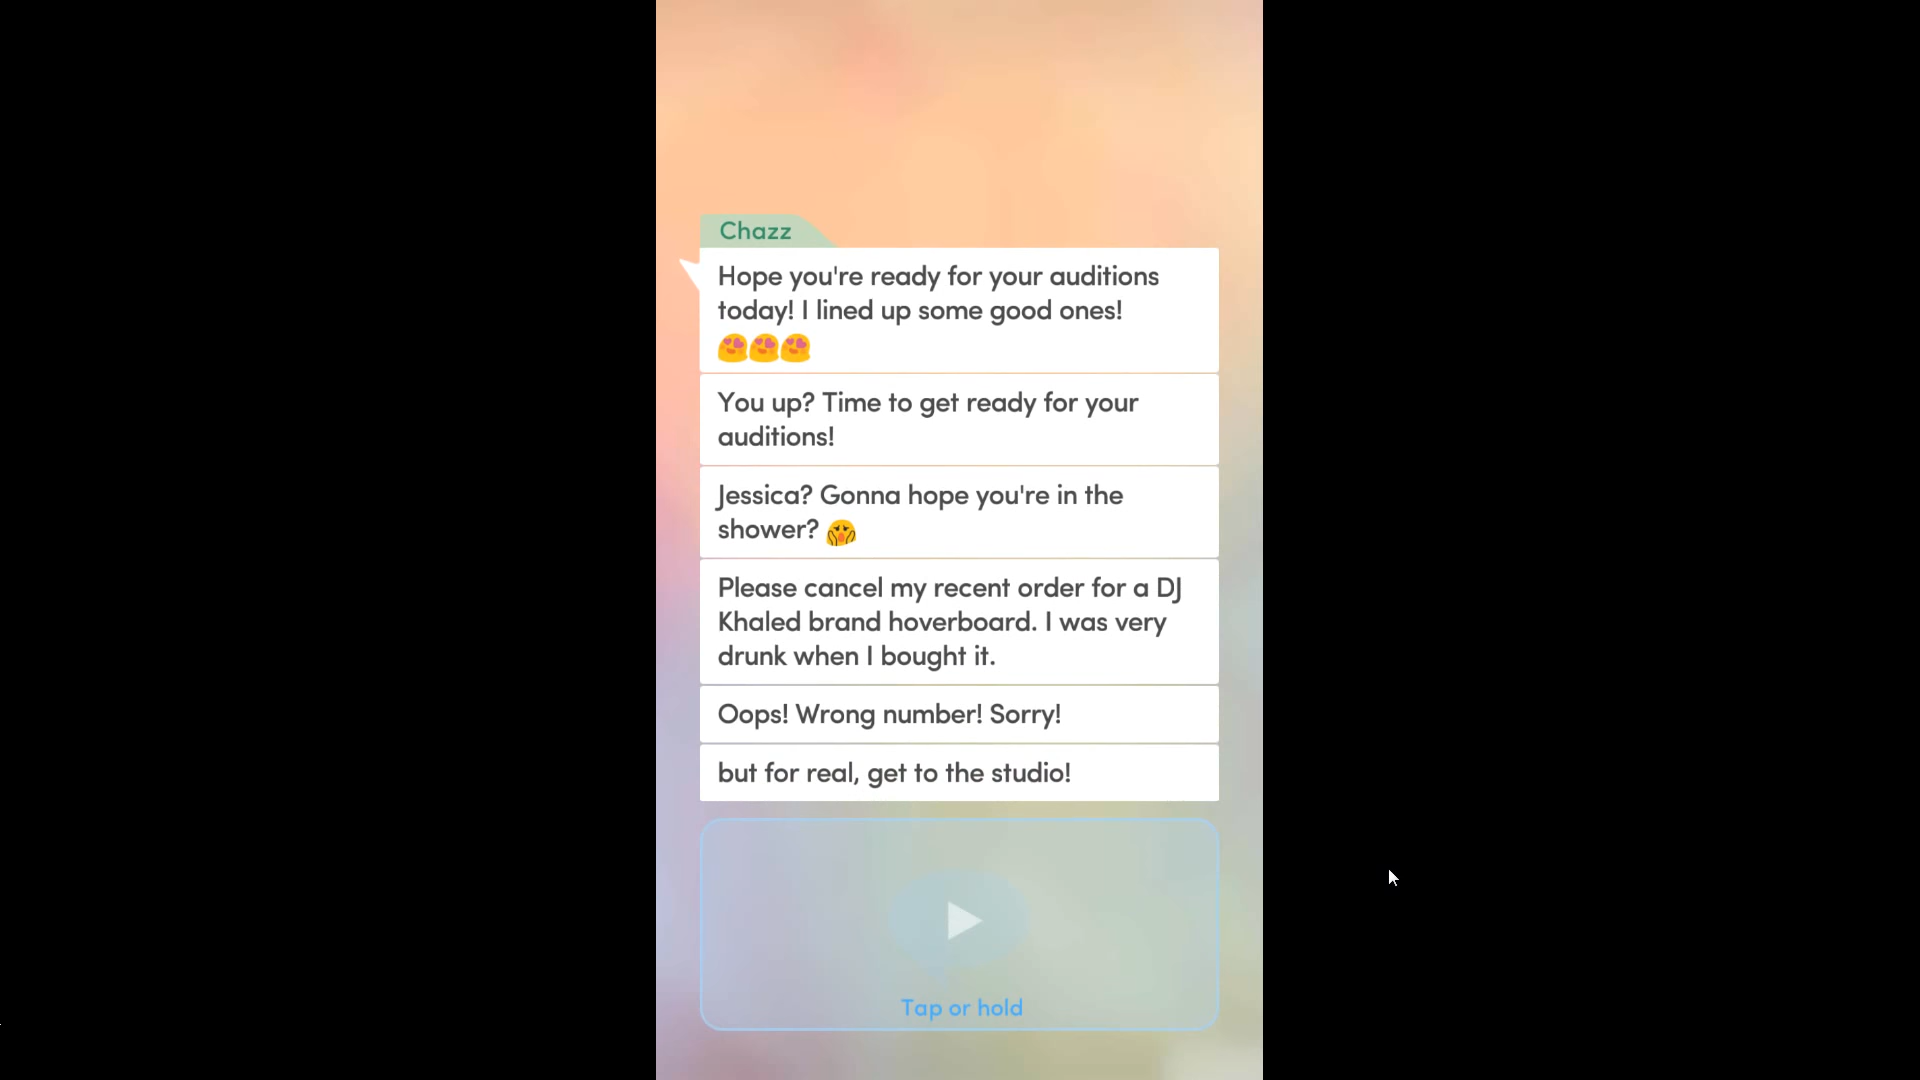 Chazz
Hope you're ready for your auditions
today! I lined up some good ones!
😍😍😍
You up? Time to get ready for your
auditions!
Jessica? Gonna hope you're in the
shower? 😱
Please cancel my recent order for a DJ
Khaled brand hoverboard. I was very
drunk when I bought it.
Oops! Wrong number! Sorry!
but for real, get to the studio!
Tap or hold